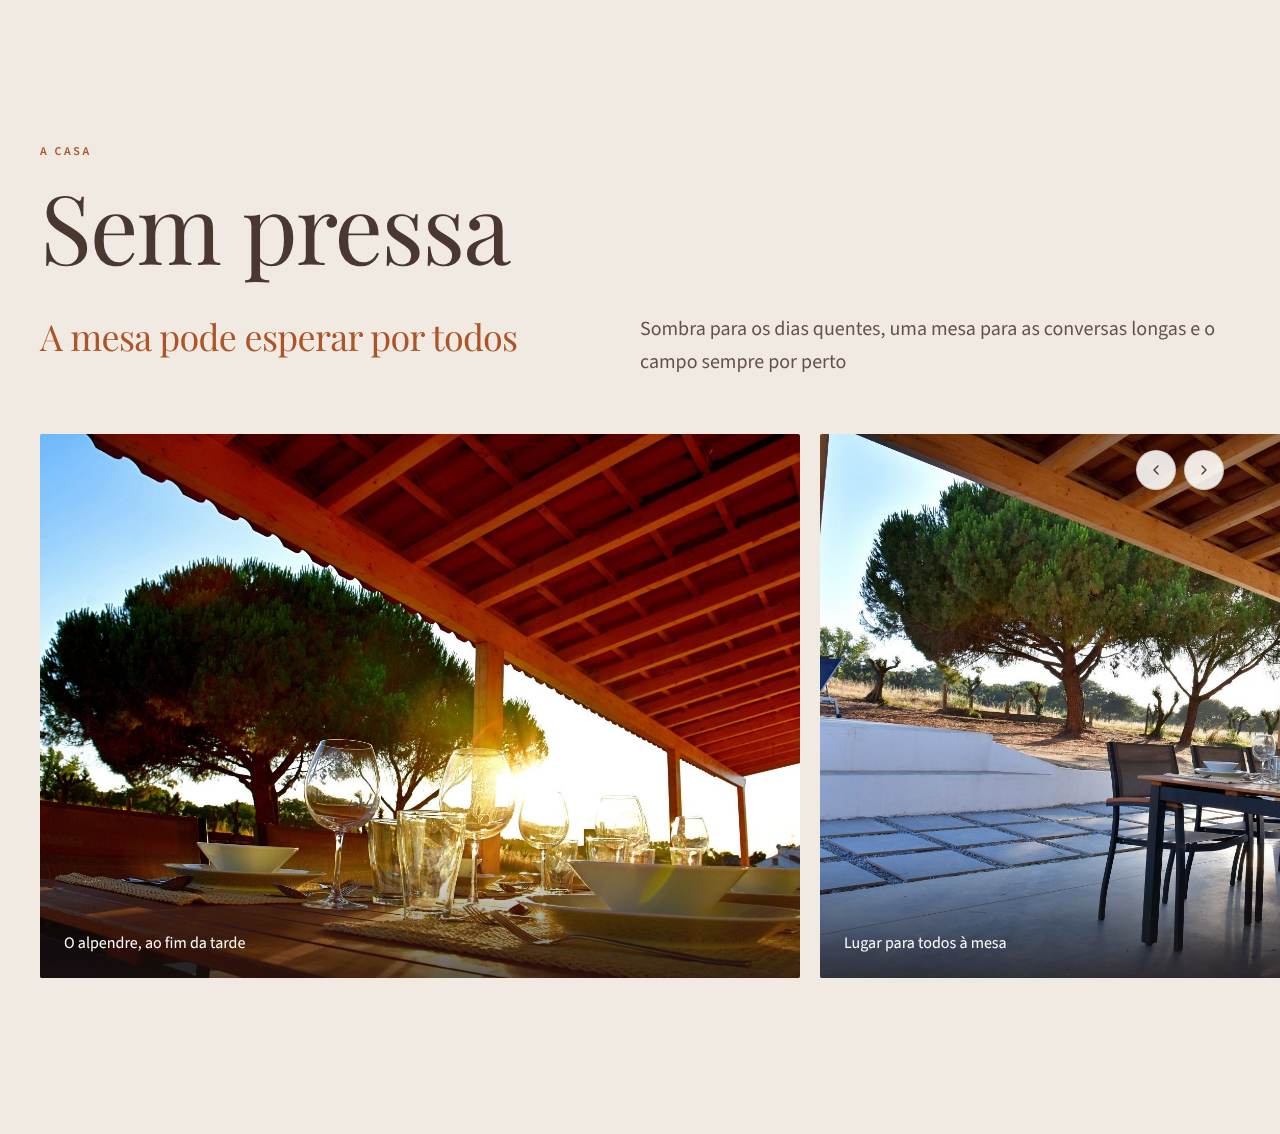 A CASA
Sem pressa
A mesa pode esperar por todos
Sombra para os dias quentes, uma mesa para as conversas longas e o
campo sempre por perto
O alpendre, ao fim da tarde
Lugar para todos à mesa